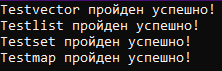 Testvector пройден успешно!
Testlist пройден успешно!
Testset пройден успешно!
Testmap пройден успешно!